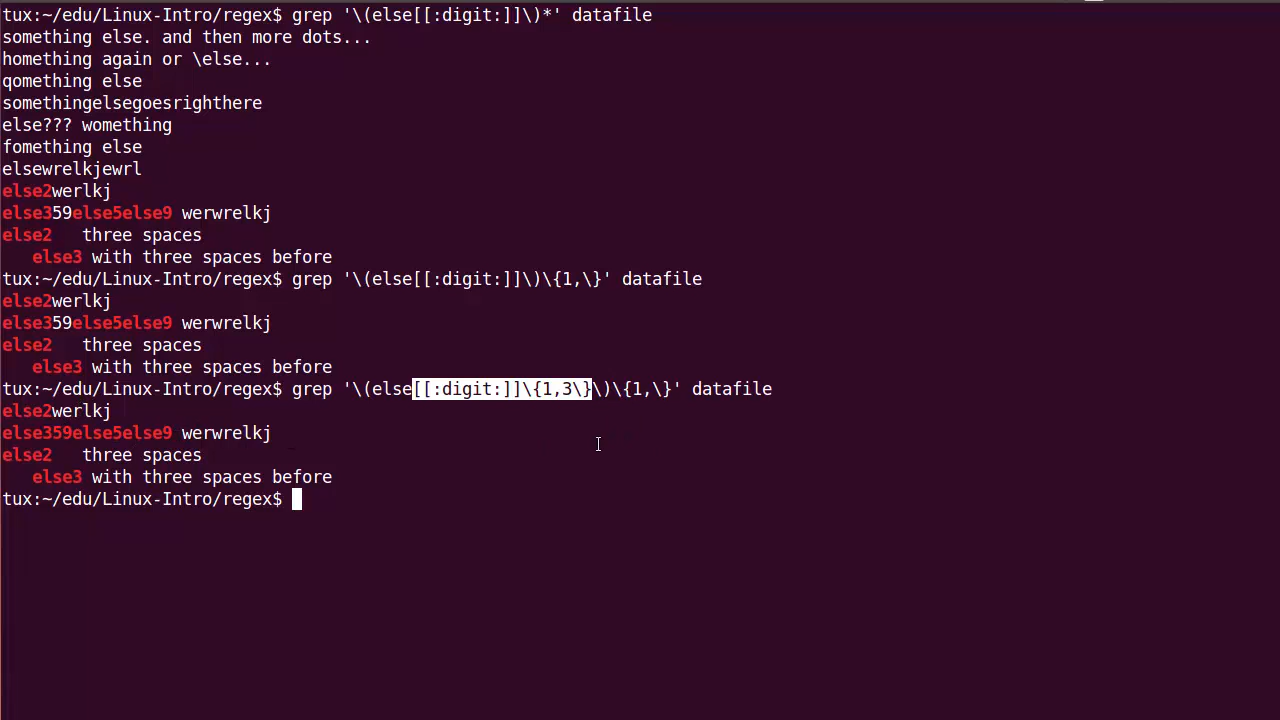 tux:~/edu/Linux-Intro/regex$ grep '\(else[[:digit:]]\)*' datafile
something else. and then more dots...
homething again or \else...
qomething else
somethingelsegoesrighthere
else??? womething
fomething else
elsewrelkjewrl
else2werlkj
else359else5else9 werwrelkj
else2   three spaces
   else3 with three spaces before
tux:~/edu/Linux-Intro/regex$ grep '\(else[[:digit:]]\)\{1,\}' datafile
else2werlkj
else359else5else9 werwrelkj
else2   three spaces
   else3 with three spaces before
tux:~/edu/Linux-Intro/regex$ grep '\(else[[:digit:]]\{1,3\}\)\{1,\}' datafile
else2werlkj
else359else5else9 werwrelkj
else2   three spaces
   else3 with three spaces before
tux:~/edu/Linux-Intro/regex$